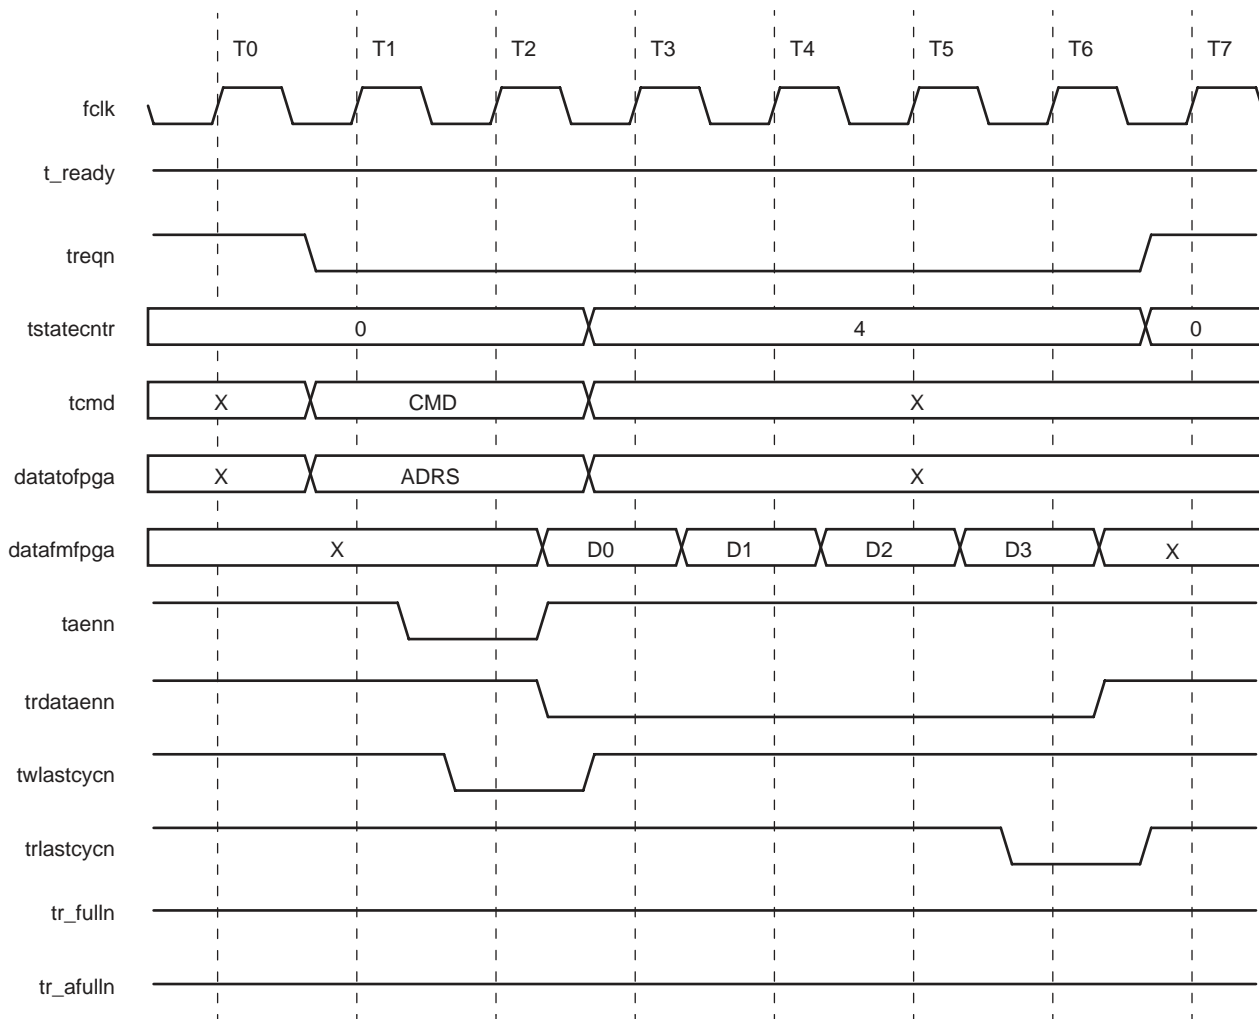 T0 T1 T2 T3 T4 T5 T6 T7
fclk
t_ready
treqn
tstatecntr 0 4 0
tcmd X CMD X
datatofpga X ADRS X
datafmfpga X D0 D1 D2 D3 X
taenn
trdataenn
twlastcycn
trlastcycn
tr_fulln
tr_afulln